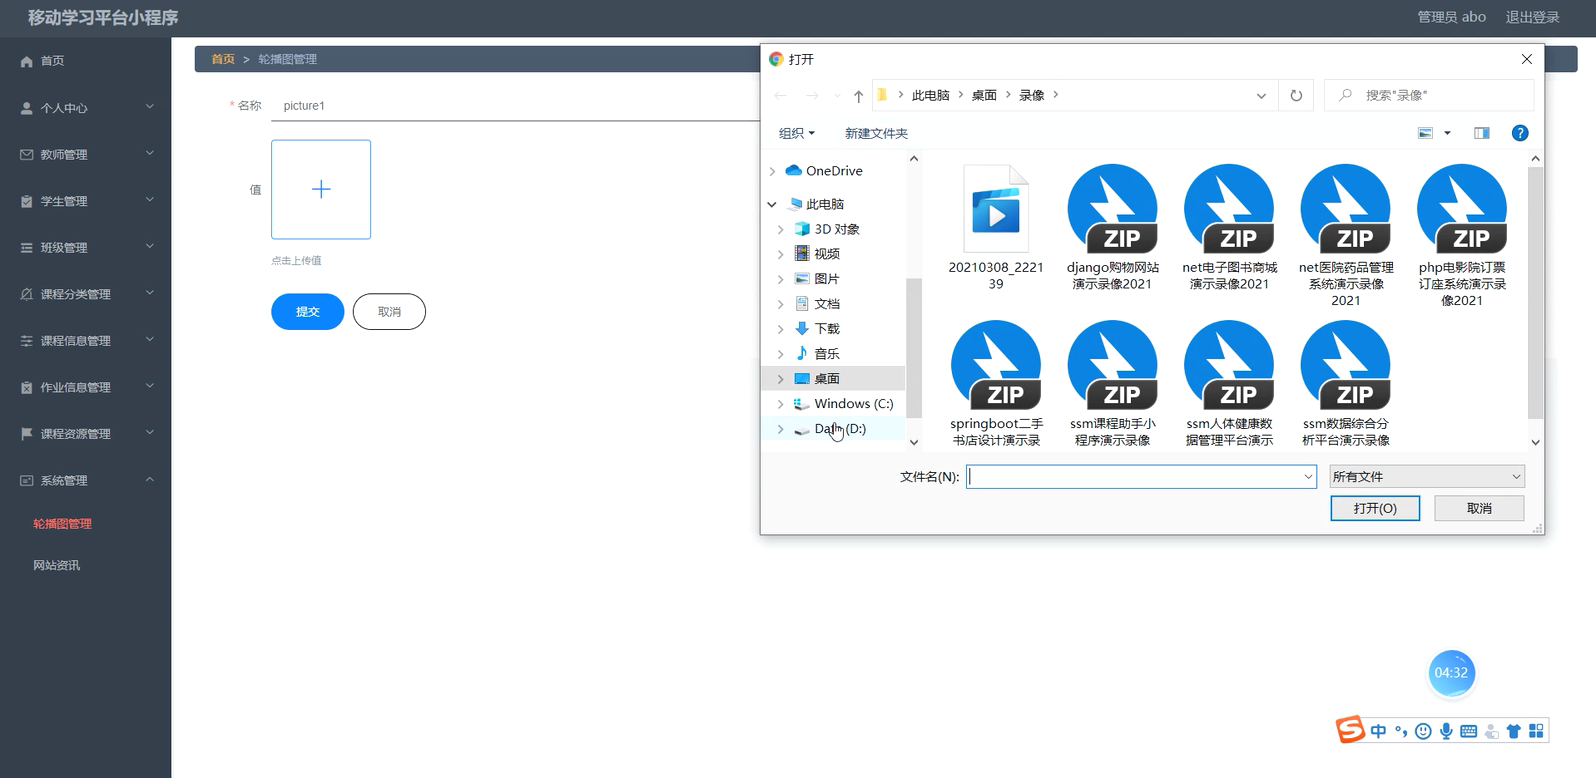 移动学习平台小程序
管理员 abo
退出登录
首页
个人中心
教师管理
学生管理
班级管理
课程分类管理
课程信息管理
作业信息管理
课程资源管理
系统管理
轮播图管理
网站资讯
首页 > 轮播图管理
* 名称 picture1
值
点击上传值
提交
取消
打开
此电脑 > 桌面 > 录像 >
搜索"录像"
组织
新建文件夹
OneDrive
此电脑
3D 对象
视频
图片
文档
下载
音乐
桌面
Windows (C:)
(D:)
ZIP
ZIP
ZIP
ZIP
20210308_2221
39
django购物网站
演示录像2021
net电子图书商城
演示录像2021
net医院药品管理
系统演示录像
2021
php电影院订票
订座系统演示录
像2021
ZIP
ZIP
ZIP
ZIP
springboot二手
书店设计演示录
ssm课程助手小
程序演示录像
ssm人体健康数
据管理平台演示
ssm数据综合分
析平台演示录像
文件名(N):
所有文件
打开(O)
取消
04:32
S 中